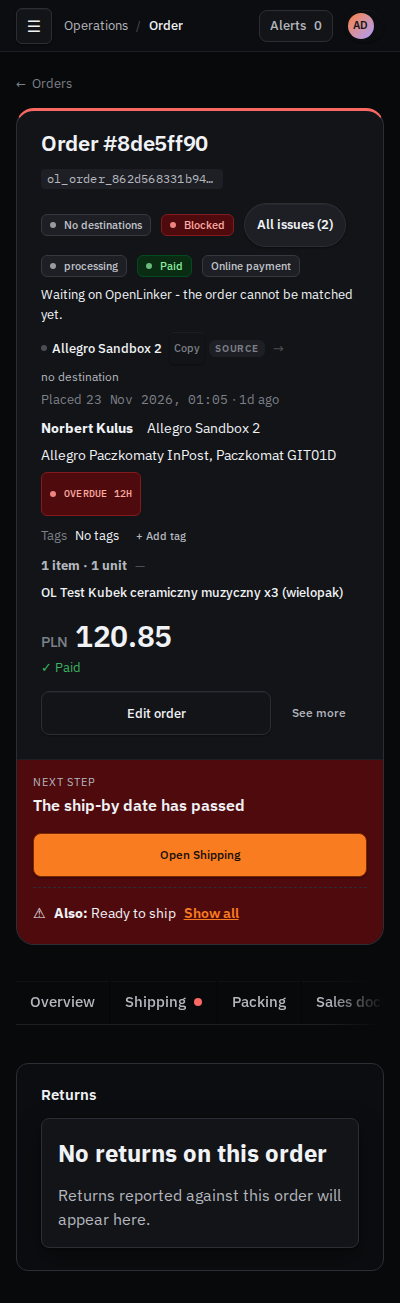 ☰ Operations / Order Alerts 0 AD
← Orders
Order #8de5ff90
ol_order_862d568331b94…
No destinations Blocked All issues (2)
processing Paid Online payment
Waiting on OpenLinker - the order cannot be matched
yet.
Allegro Sandbox 2 Copy SOURCE →
no destination
Placed 23 Nov 2026, 01:05 · 1d ago
Norbert Kulus Allegro Sandbox 2
Allegro Paczkomaty InPost, Paczkomat GIT01D
OVERDUE 12H
Tags No tags + Add tag
1 item · 1 unit —
OL Test Kubek ceramiczny muzyczny x3 (wielopak)
PLN 120.85
✓ Paid
Edit order See more
NEXT STEP
The ship-by date has passed
Open Shipping
⚠ Also: Ready to ship Show all
Overview Shipping Packing Sales doc
Returns
No returns on this order
Returns reported against this order will
appear here.